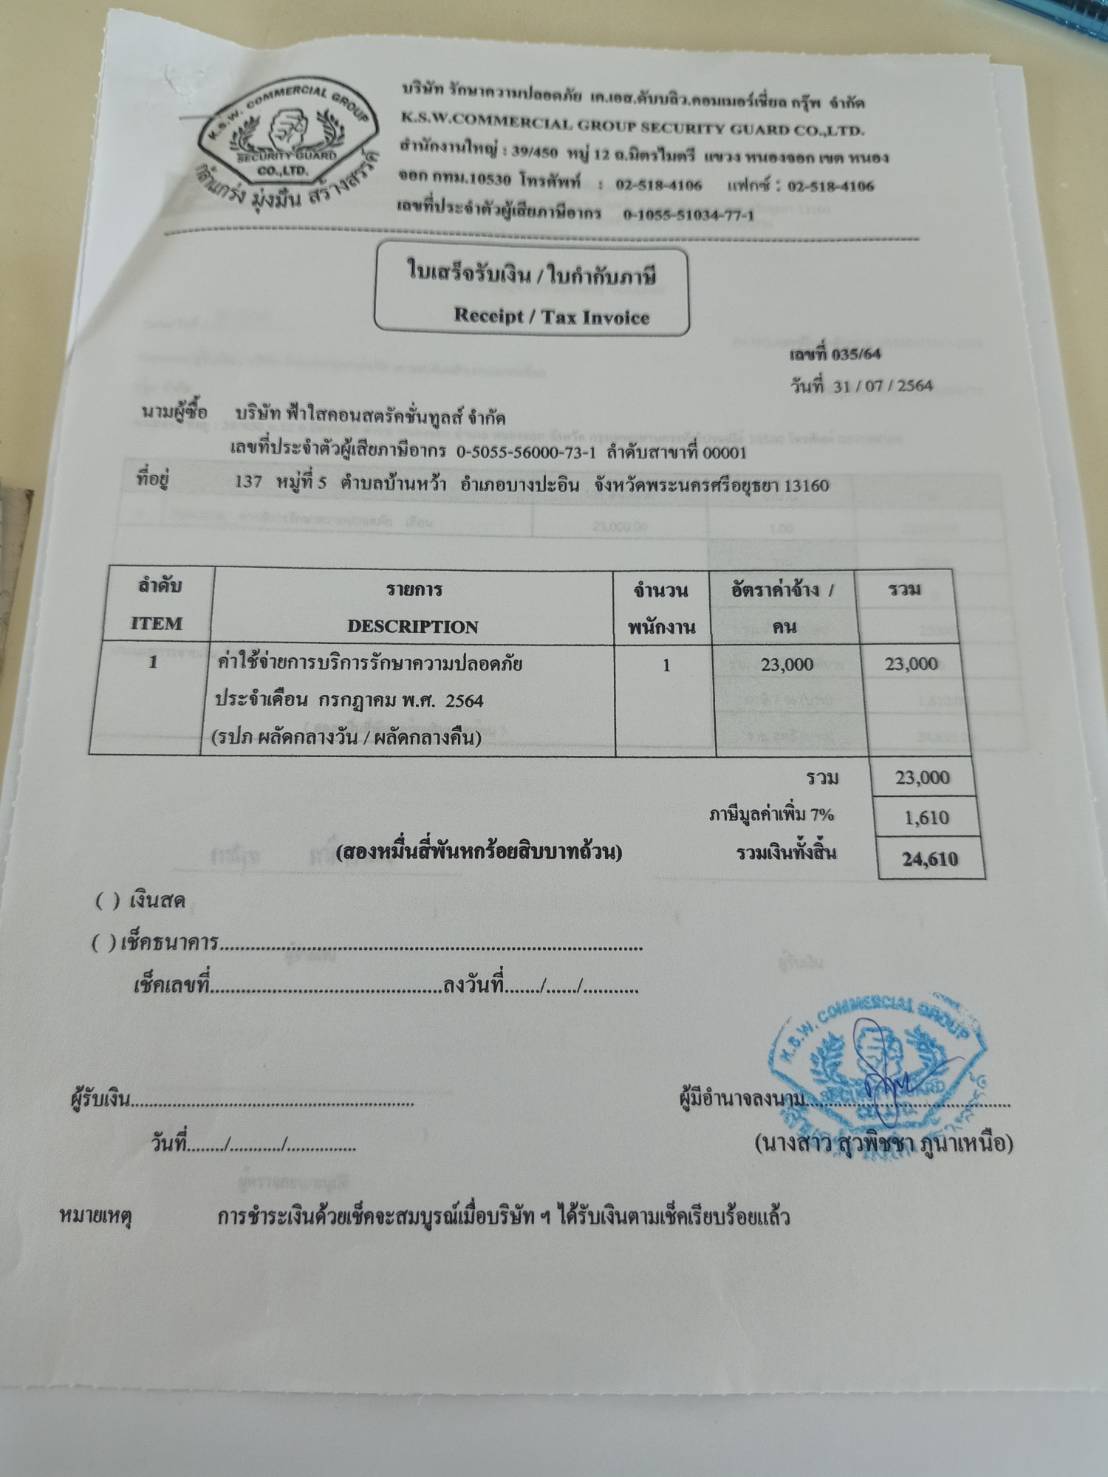 K.S.W. COMMERCIAL GROUP
SECURITY GUARD
CO.,LTD.
กล้าแกร่ง มุ่งมั่น สร้างสรรค์
บริษัท รักษาความปลอดภัย เค.เอส.ดับบลิว.คอมเมอร์เชี่ยล กรุ๊พ จำกัด
K.S.W.COMMERCIAL GROUP SECURITY GUARD CO.,LTD.
สำนักงานใหญ่ : 39/450 หมู่ 12 ถ.มิตรไมตรี แขวง หนองจอก เขต หนอง
จอก กทม.10530 โทรศัพท์ : 02-518-4106 แฟกซ์ : 02-518-4106
เลขที่ประจำตัวผู้เสียภาษีอากร 0-1055-51034-77-1
ใบเสร็จรับเงิน / ใบกำกับภาษี
Receipt / Tax Invoice
เลขที่ 035/64
วันที่ 31 / 07 / 2564
นามผู้ซื้อ บริษัท ฟ้าใสคอนสตรัคชั่นทูลส์ จำกัด
เลขที่ประจำตัวผู้เสียภาษีอากร 0-5055-56000-73-1 ลำดับสาขาที่ 00001
ที่อยู่ 137 หมู่ที่ 5 ตำบลบ้านหว้า อำเภอบางปะอิน จังหวัดพระนครศรีอยุธยา 13160
ลำดับ รายการ จำนวน อัตราค่าจ้าง / รวม
ITEM DESCRIPTION พนักงาน คน
1 ค่าใช้จ่ายการบริการรักษาความปลอดภัย 1 23,000 23,000
ประจำเดือน กรกฎาคม พ.ศ. 2564
(รปภ ผลัดกลางวัน / ผลัดกลางคืน)
รวม 23,000
ภาษีมูลค่าเพิ่ม 7% 1,610
(สองหมื่นสี่พันหกร้อยสิบบาทถ้วน) รวมเงินทั้งสิ้น 24,610
( ) เงินสด
( ) เช็คธนาคาร....................................................................................
เช็คเลขที่..............................................ลงวันที่......./....../...........
K.S.W. COMMERCIAL GROUP
SECURITY GUARD
CO.,LTD.
ผู้รับเงิน......................................................... ผู้มีอำนาจลงนาม.........................................
วันที่......../.........../.............. (นางสาว สุวพิชชา ภูนาเหนือ)
หมายเหตุ การชำระเงินด้วยเช็คจะสมบูรณ์เมื่อบริษัท ฯ ได้รับเงินตามเช็คเรียบร้อยแล้ว